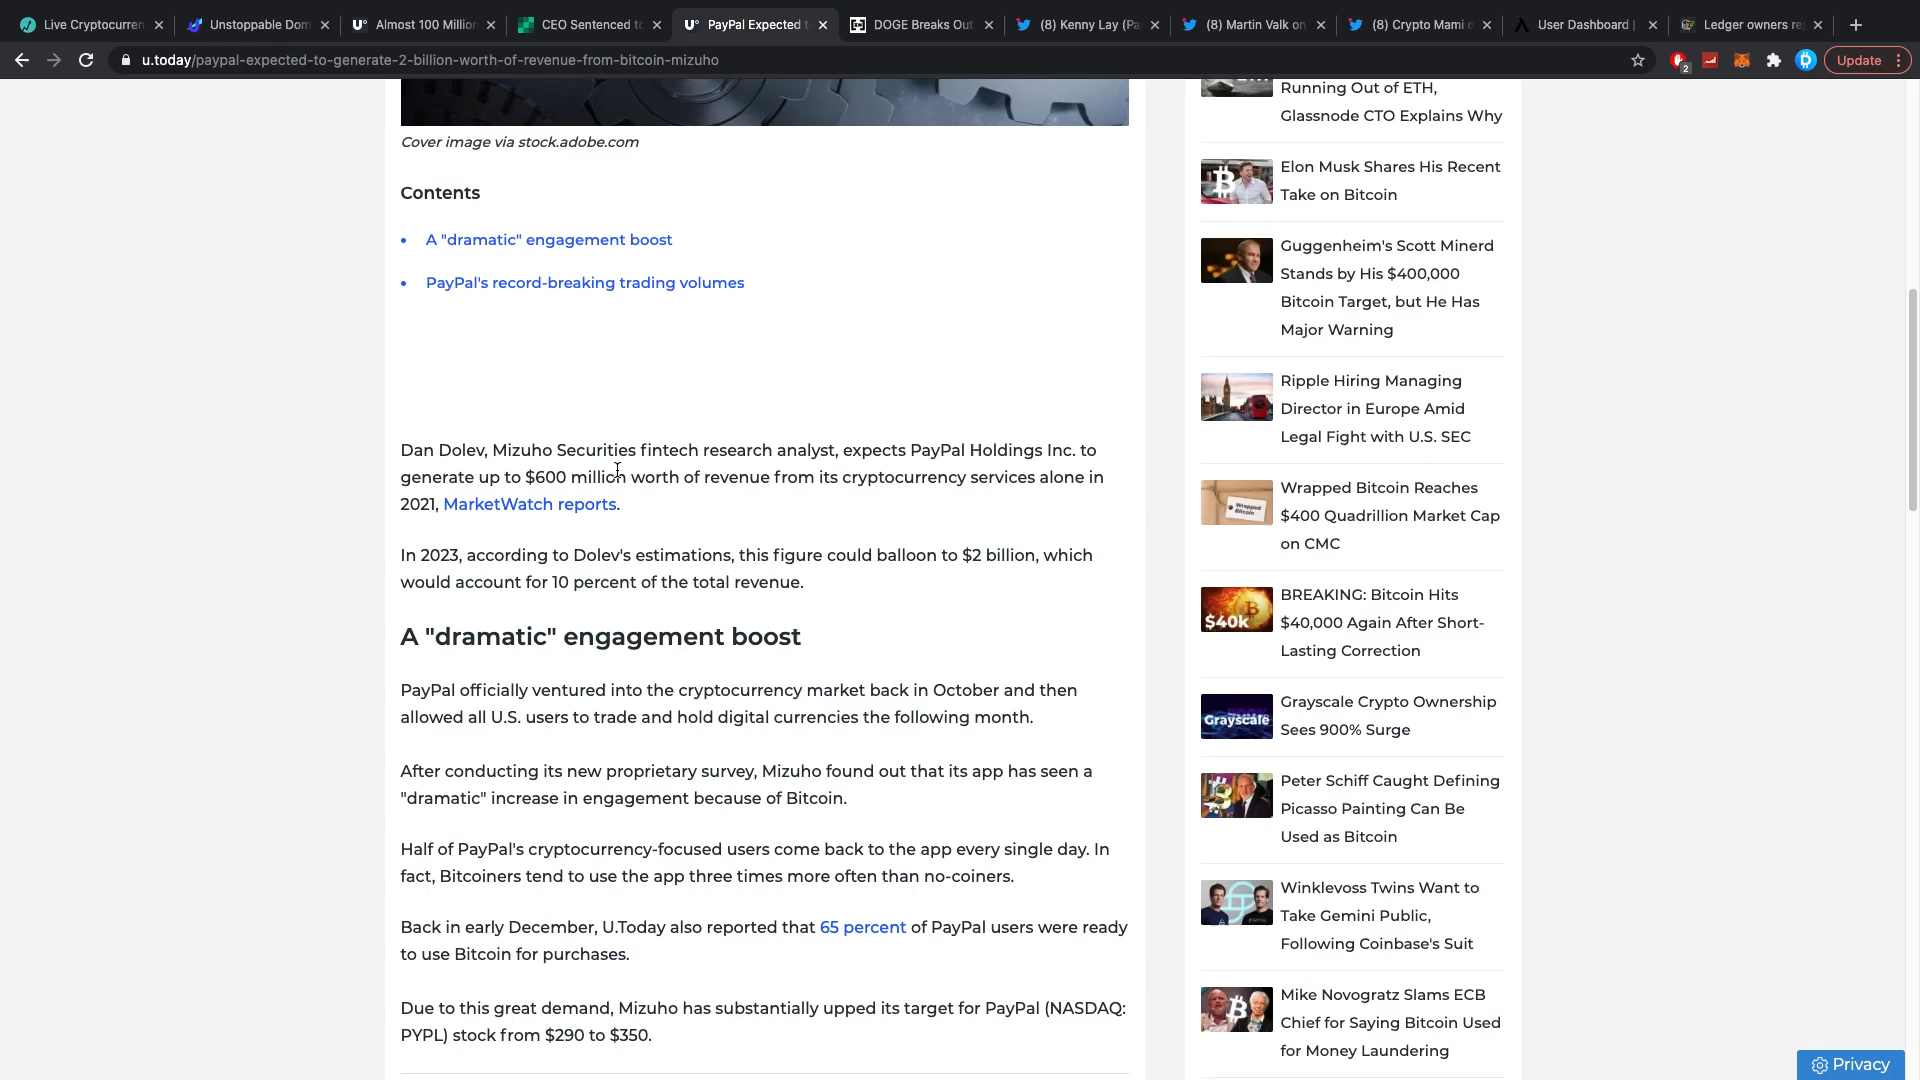 Live Cryptocurren
Unstoppable Dom
Almost 100 Million
CEO Sentenced to
PayPal Expected to
DOGE Breaks Out
(8) Kenny Lay (Pa
(8) Martin Valk on
(8) Crypto Mami o
User Dashboard |
Ledger owners re
u.today/paypal-expected-to-generate-2-billion-worth-of-revenue-from-bitcoin-mizuho
2
Update
Cover image via stock.adobe.com
Contents
• A "dramatic" engagement boost
• PayPal's record-breaking trading volumes
Dan Dolev, Mizuho Securities fintech research analyst, expects PayPal Holdings Inc. to
generate up to $600 million worth of revenue from its cryptocurrency services alone in
2021, MarketWatch reports.
In 2023, according to Dolev's estimations, this figure could balloon to $2 billion, which
would account for 10 percent of the total revenue.
A "dramatic" engagement boost
PayPal officially ventured into the cryptocurrency market back in October and then
allowed all U.S. users to trade and hold digital currencies the following month.
After conducting its new proprietary survey, Mizuho found out that its app has seen a
"dramatic" increase in engagement because of Bitcoin.
Half of PayPal's cryptocurrency-focused users come back to the app every single day. In
fact, Bitcoiners tend to use the app three times more often than no-coiners.
Back in early December, U.Today also reported that 65 percent of PayPal users were ready
to use Bitcoin for purchases.
Due to this great demand, Mizuho has substantially upped its target for PayPal (NASDAQ:
PYPL) stock from $290 to $350.
Running Out of ETH,
Glassnode CTO Explains Why
Elon Musk Shares His Recent
Take on Bitcoin
Guggenheim's Scott Minerd
Stands by His $400,000
Bitcoin Target, but He Has
Major Warning
Ripple Hiring Managing
Director in Europe Amid
Legal Fight with U.S. SEC
Wrapped Bitcoin
Wrapped Bitcoin Reaches
$400 Quadrillion Market Cap
on CMC
$40k
BREAKING: Bitcoin Hits
$40,000 Again After Short-
Lasting Correction
Grayscale
Grayscale Crypto Ownership
Sees 900% Surge
Peter Schiff Caught Defining
Picasso Painting Can Be
Used as Bitcoin
Winklevoss Twins Want to
Take Gemini Public,
Following Coinbase's Suit
Mike Novogratz Slams ECB
Chief for Saying Bitcoin Used
for Money Laundering
Privacy